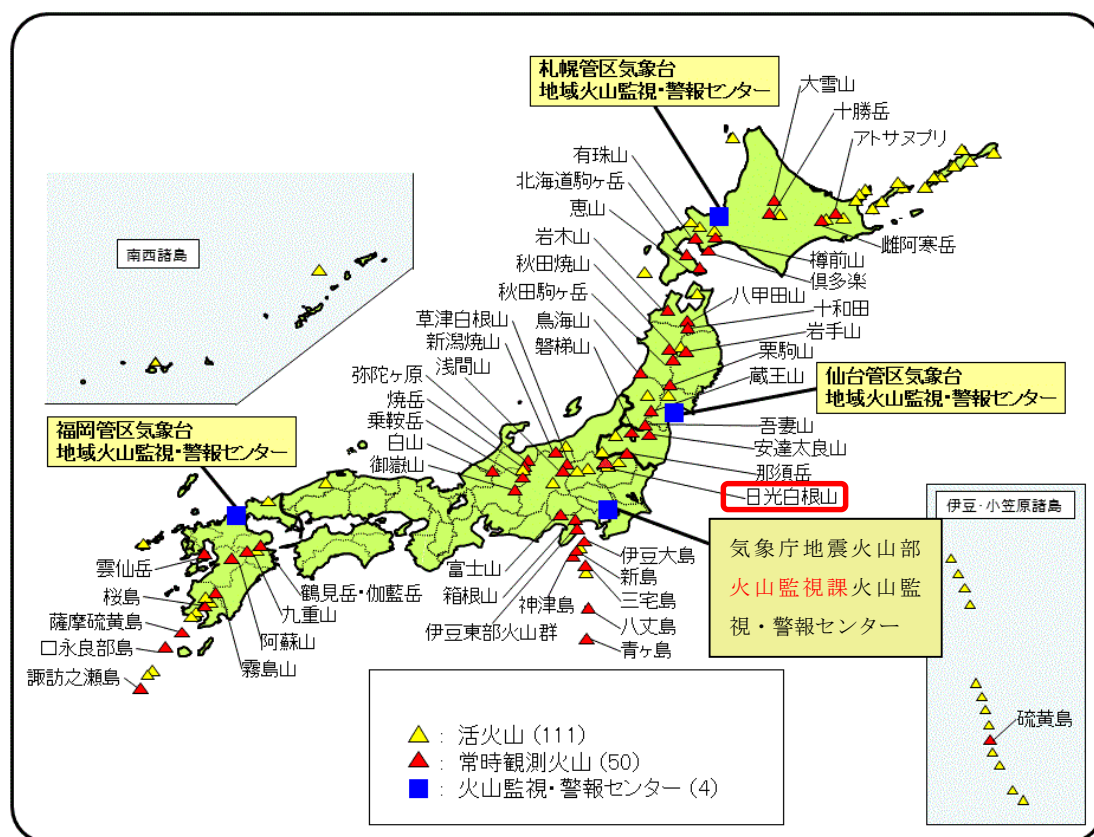 札幌管区気象台
地域火山監視・警報センター
大雪山
十勝岳
アトサヌプリ
有珠山
北海道駒ヶ岳
恵山
岩木山
秋田焼山
秋田駒ヶ岳
鳥海山
磐梯山
草津白根山
新潟焼山
浅間山
弥陀ヶ原
焼岳
乗鞍岳
白山
御嶽山
雌阿寒岳
樽前山
倶多楽
八甲田山
十和田
岩手山
栗駒山
蔵王山
南西諸島
仙台管区気象台
地域火山監視・警報センター
吾妻山
安達太良山
那須岳
日光白根山
福岡管区気象台
地域火山監視・警報センター
伊豆・小笠原諸島
気象庁地震火山部
火山監視課火山監
視・警報センター
雲仙岳
桜島
薩摩硫黄島
口永良部島
諏訪之瀬島
鶴見岳・伽藍岳
九重山
阿蘇山
霧島山
富士山
箱根山
伊豆東部火山群
神津島
伊豆大島
新島
三宅島
八丈島
青ヶ島
硫黄島
: 活火山 (111)
: 常時観測火山 (50)
: 火山監視・警報センター (4)